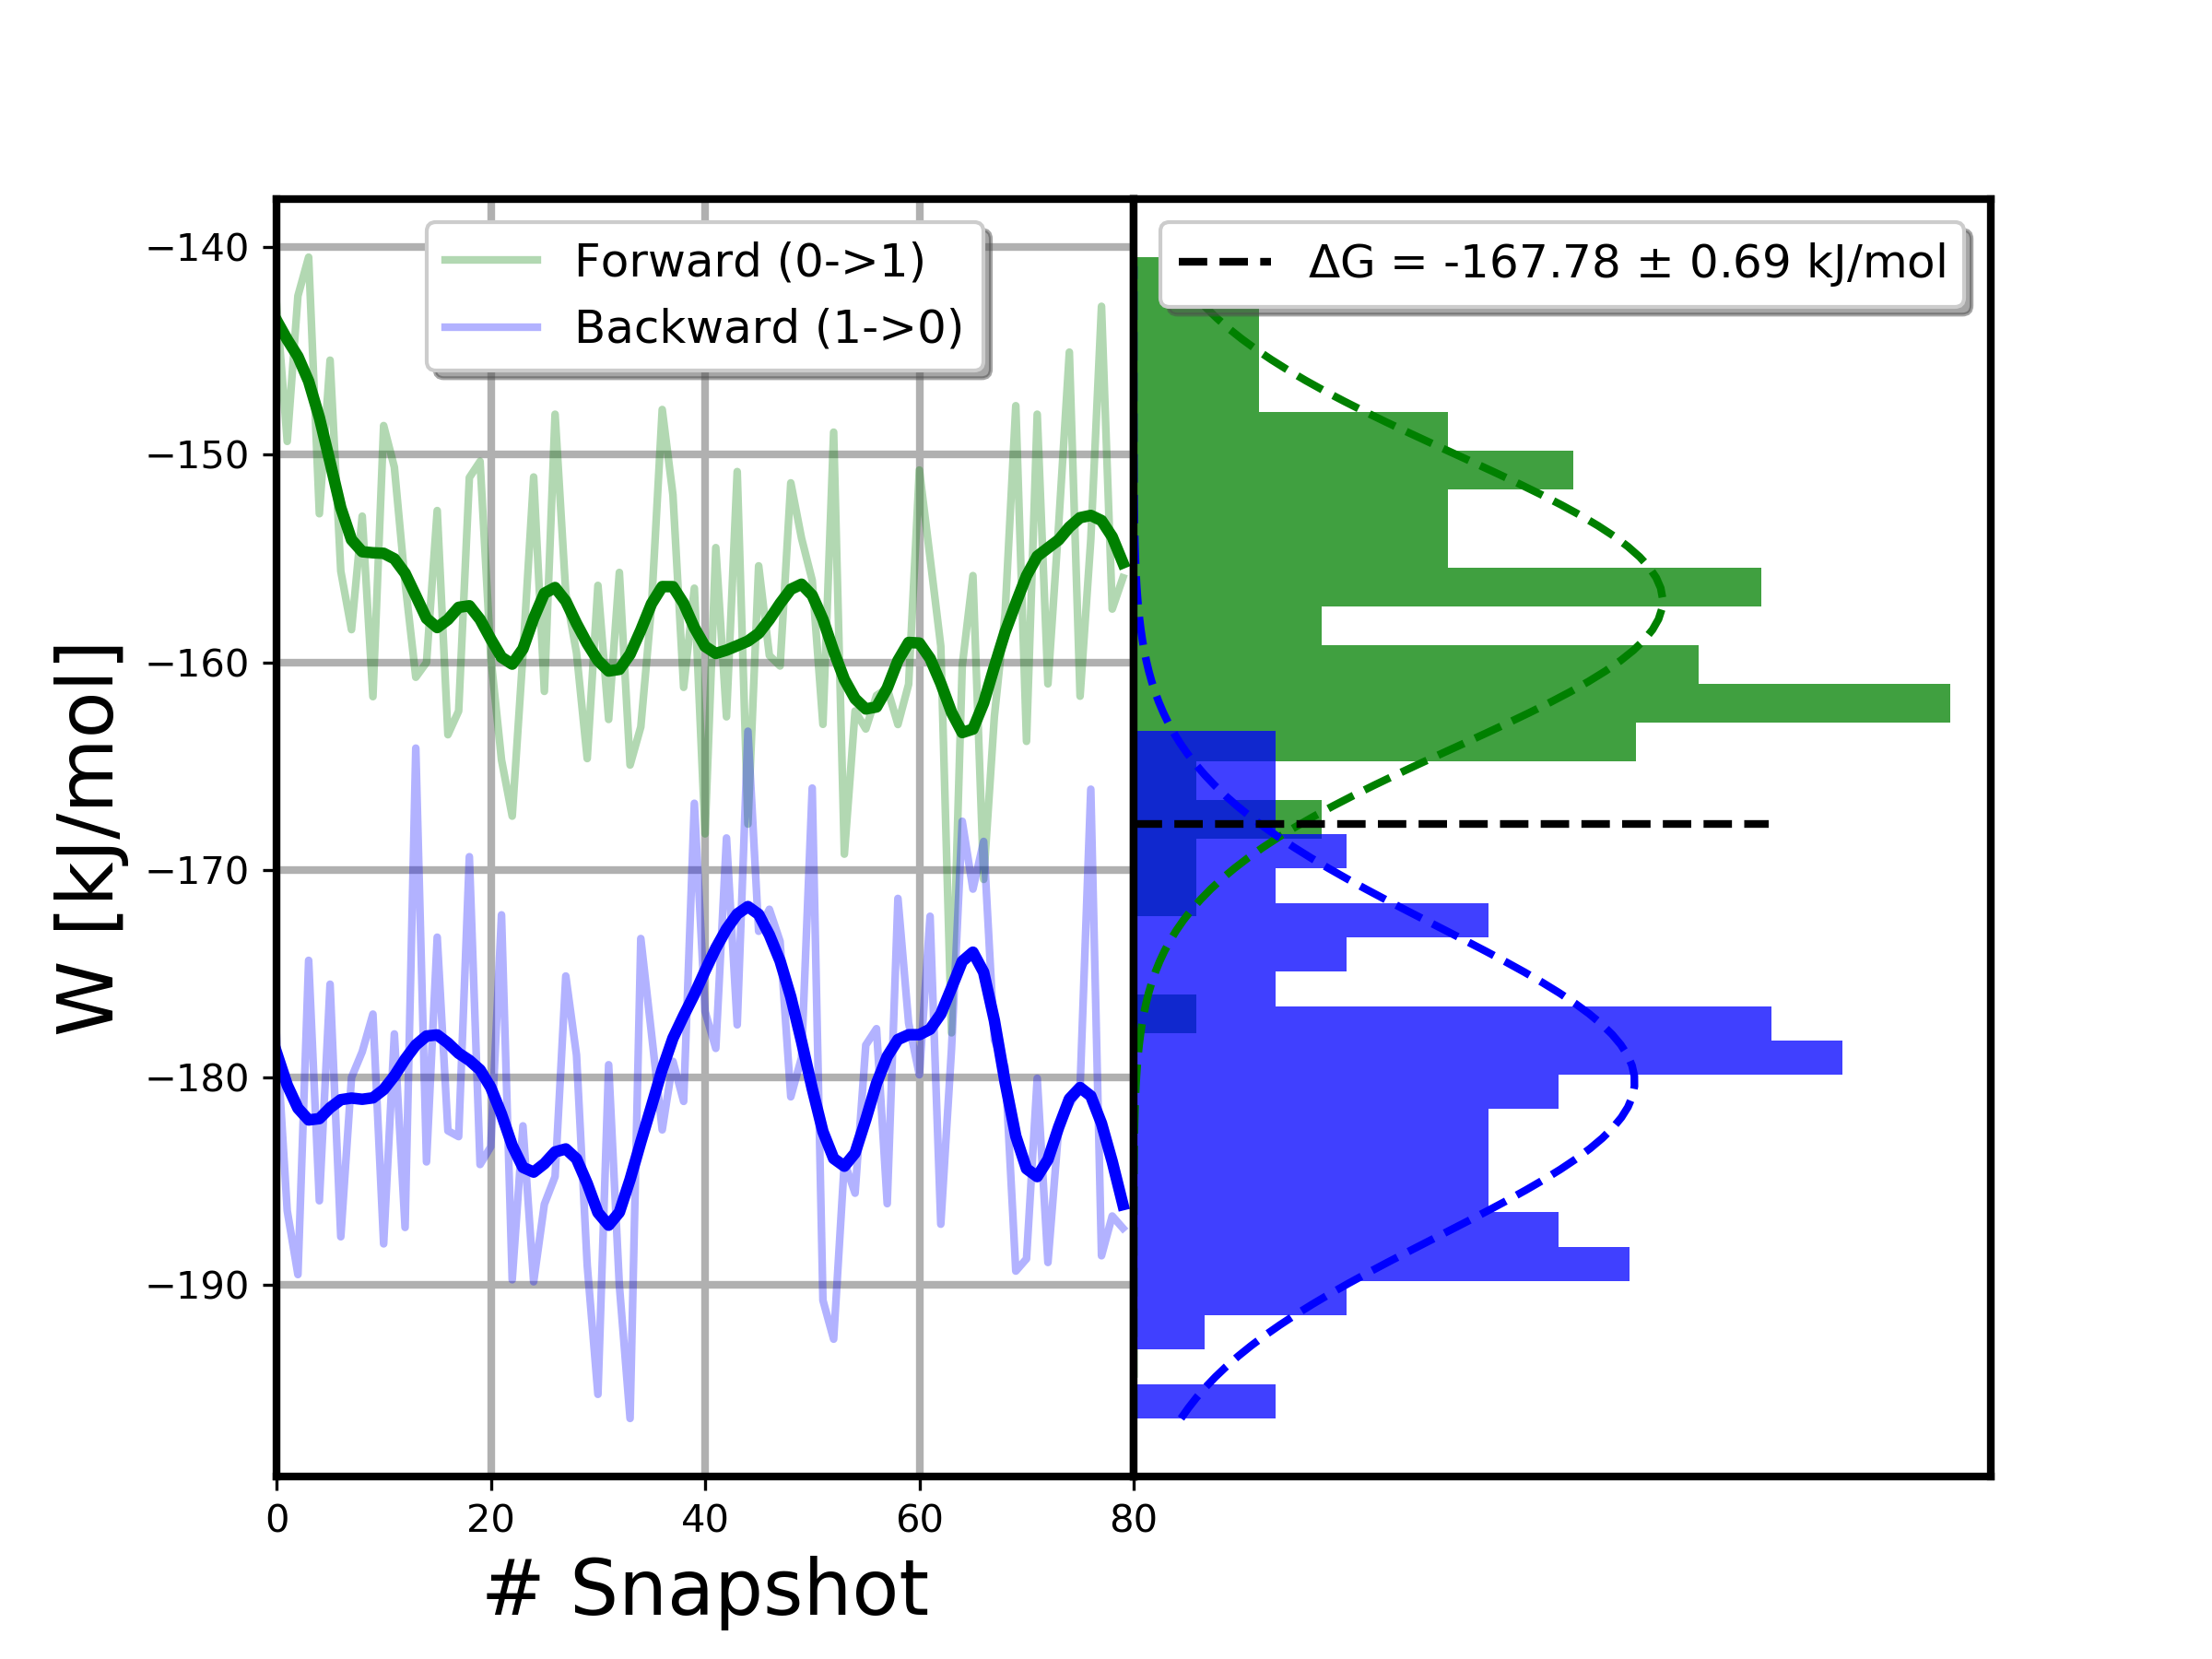 Forward (0->1)
Backward (1->0)
ΔG = -167.78 ± 0.69 kJ/mol
W [kJ/mol]
−140
−150
−160
−170
−180
−190
0 20 40 60 80
# Snapshot